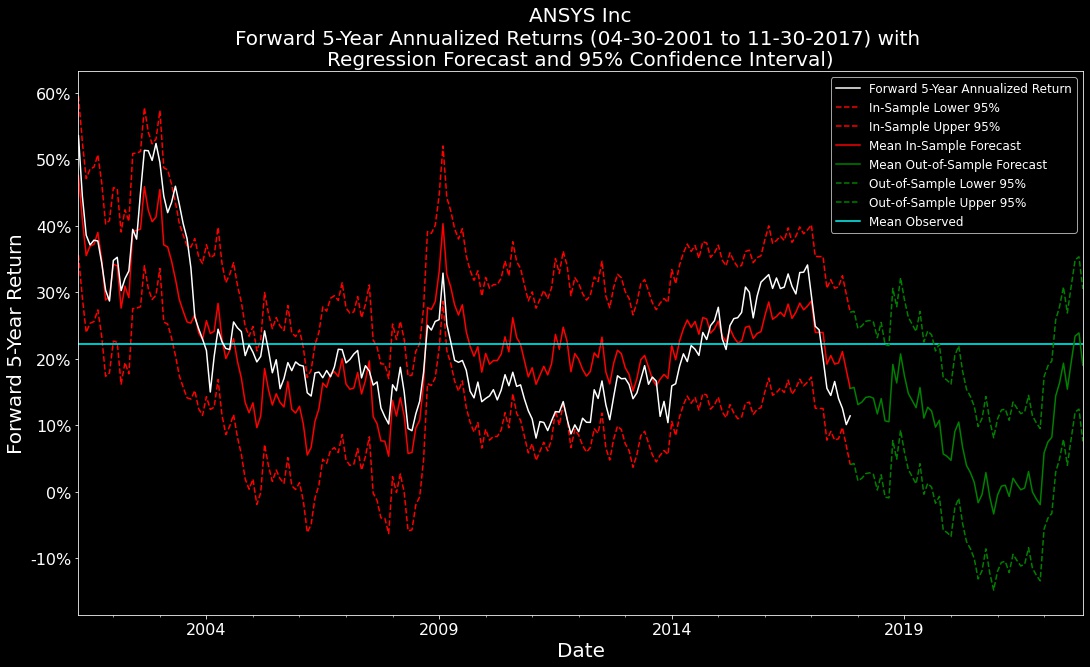 ANSYS Inc
Forward 5-Year Annualized Returns (04-30-2001 to 11-30-2017) with
Regression Forecast and 95% Confidence Interval)
Forward 5-Year Annualized Return
In-Sample Lower 95%
In-Sample Upper 95%
Mean In-Sample Forecast
Mean Out-of-Sample Forecast
Out-of-Sample Lower 95%
Out-of-Sample Upper 95%
Mean Observed
Forward 5-Year Return
60%
50%
40%
30%
20%
10%
0%
-10%
2004
2009
2014
2019
Date